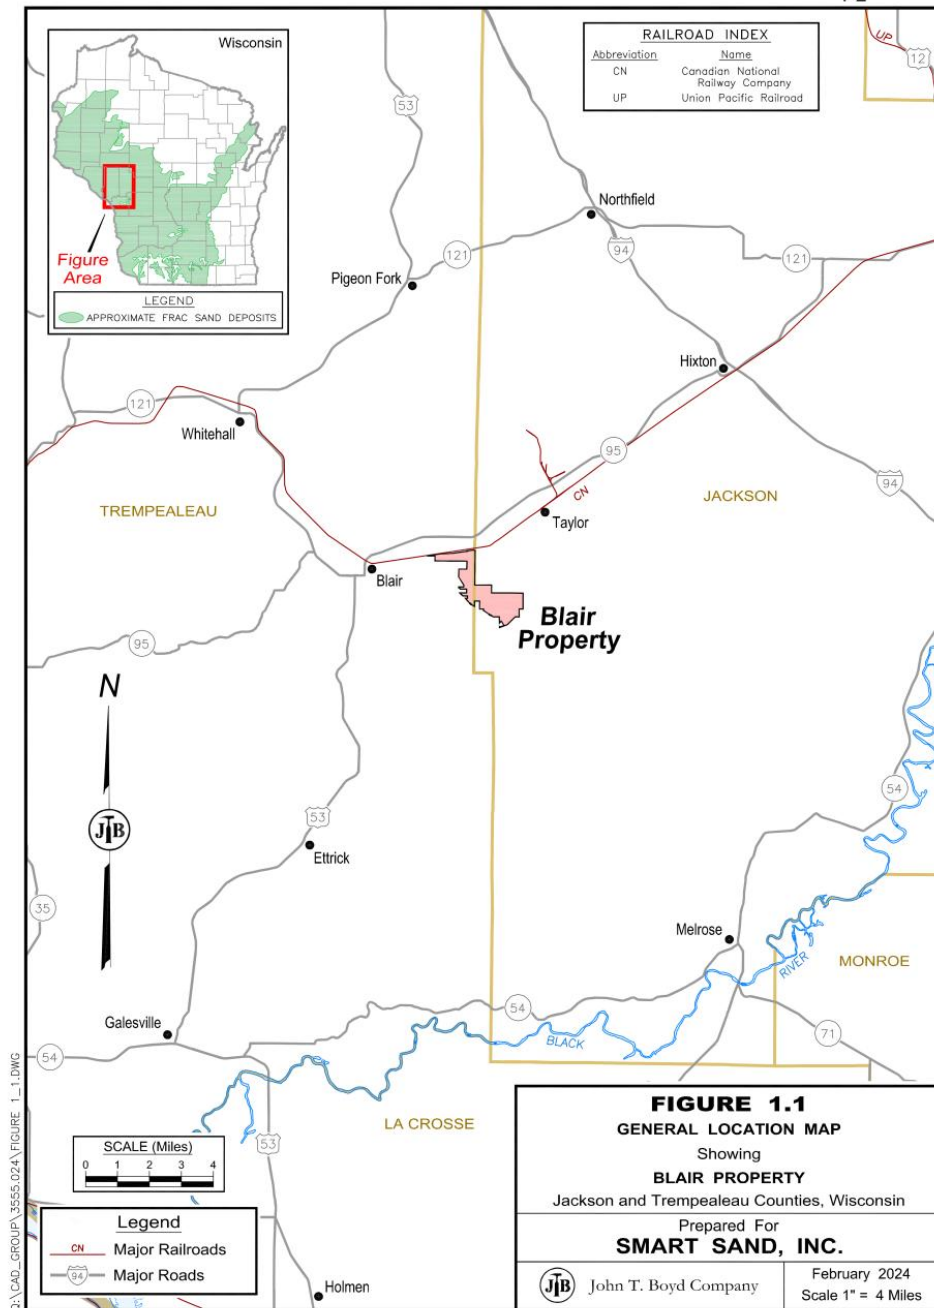 Wisconsin
Figure
Area
LEGEND
APPROXIMATE FRAC SAND DEPOSITS
RAILROAD INDEX
Abbreviation Name
CN Canadian National
Railway Company
UP Union Pacific Railroad
UP
12
53
Northfield
94
121
121
Pigeon Fork
Hixton
121
Whitehall
95
94
CN
JACKSON
TREMPEALEAU
Taylor
Blair
Blair
Property
95
N
JTB
53
Ettrick
54
35
Melrose
MONROE
RIVER
Galesville
54
BLACK
71
54
LA CROSSE
53
SCALE (Miles)
0 1 2 3 4
Legend
CN Major Railroads
94 Major Roads
Holmen
FIGURE 1.1
GENERAL LOCATION MAP
Showing
BLAIR PROPERTY
Jackson and Trempealeau Counties, Wisconsin
Prepared For
SMART SAND, INC.
JTB John T. Boyd Company
February 2024
Scale 1" = 4 Miles
:\CAD_GROUP\3555.024\FIGURE 1_1.DWG